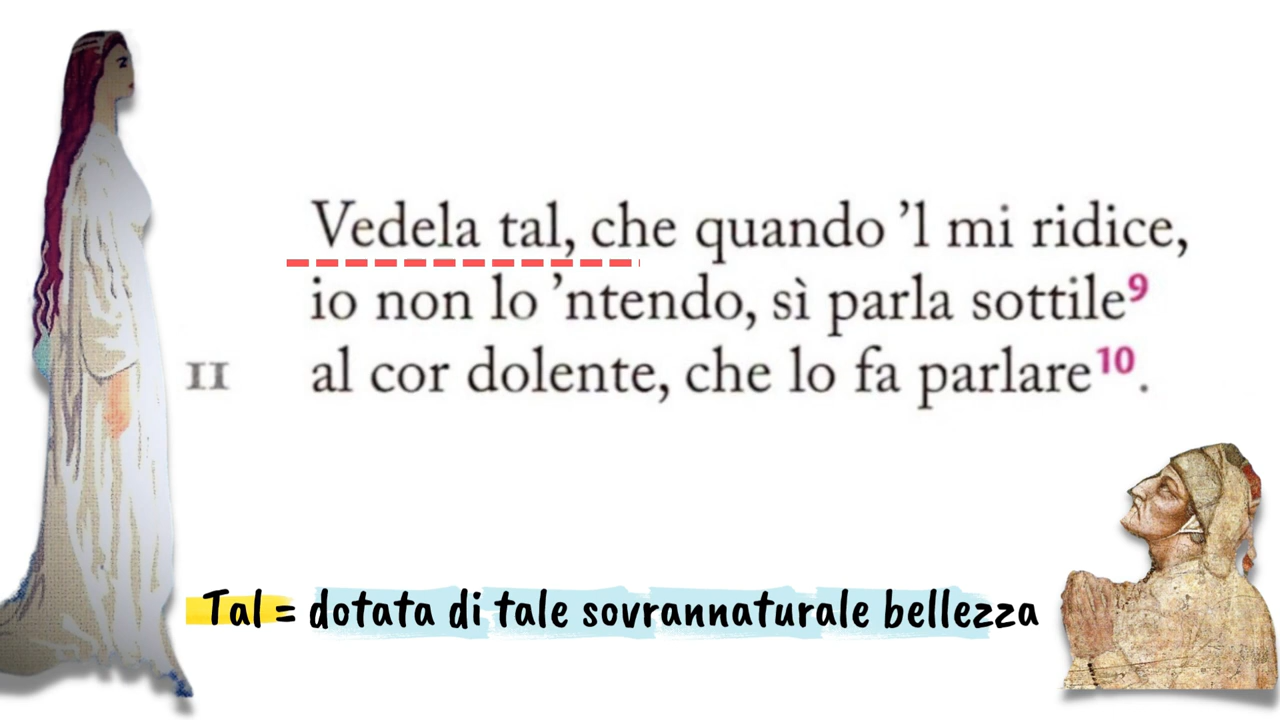 Vedela tal, che quando ’l mi ridice,
io non lo ’ntendo, sì parla sottile9
11 al cor dolente, che lo fa parlare10.
Tal = dotata di tale sovrannaturale bellezza